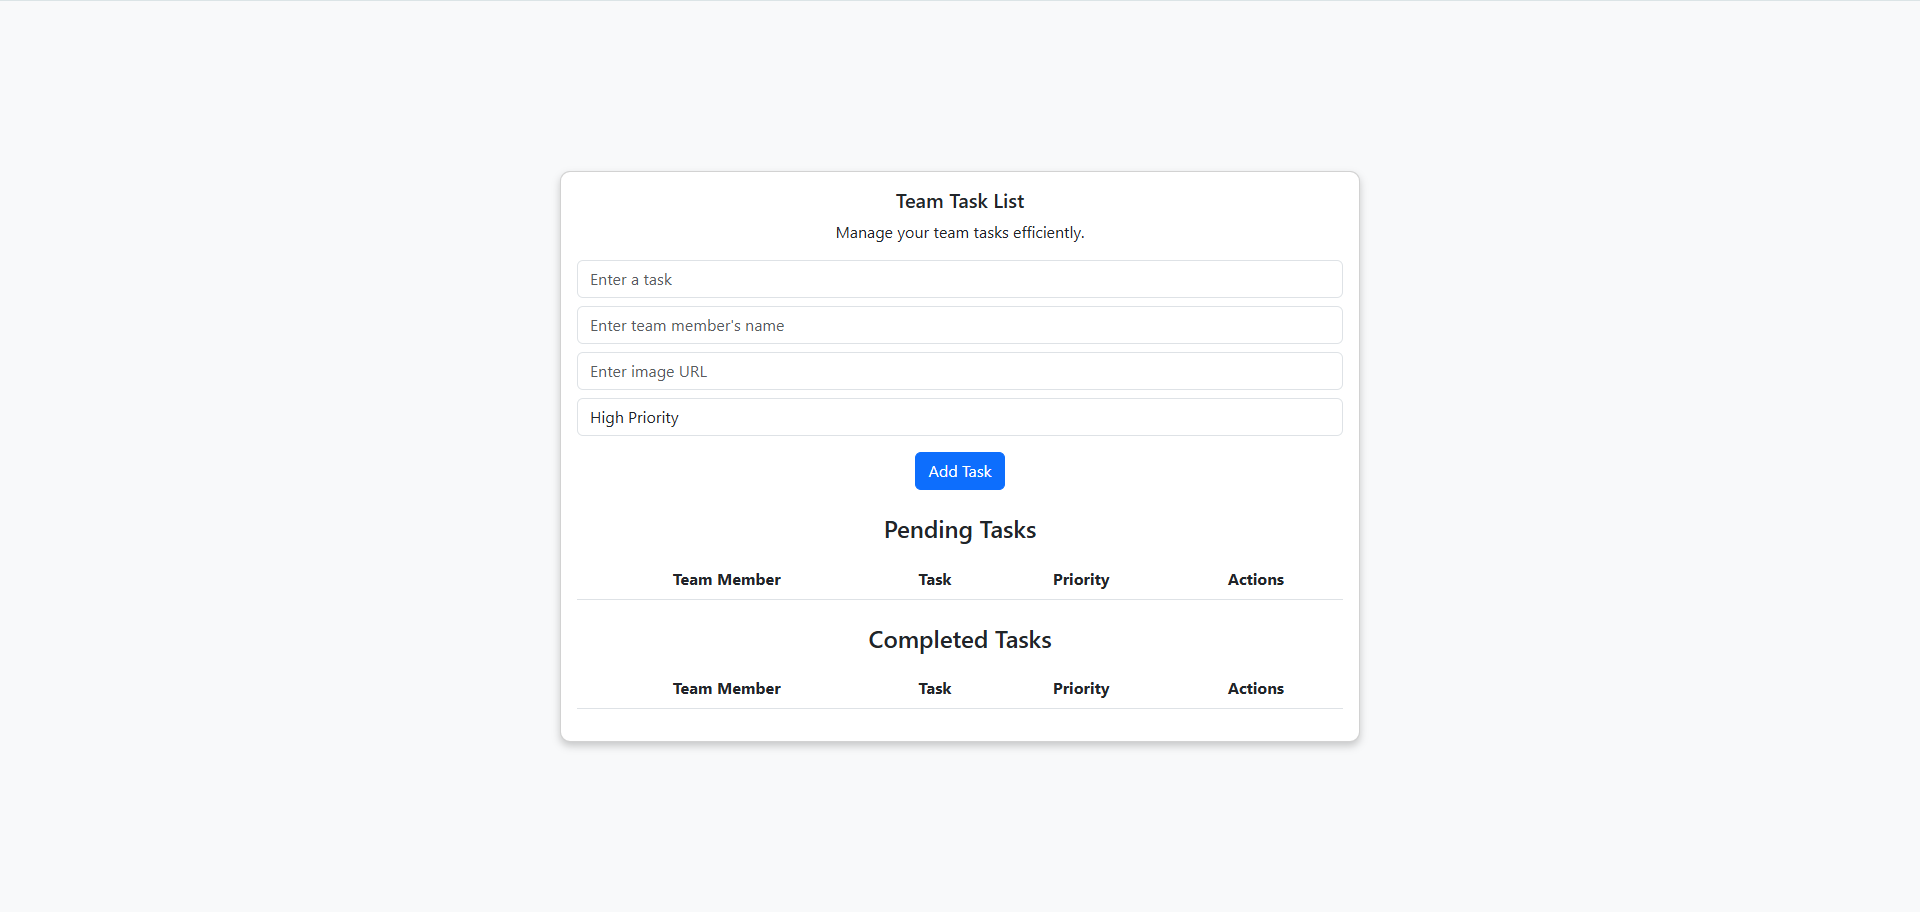 Team Task List
Manage your team tasks efficiently.
Enter a task
Enter team member's name
Enter image URL
High Priority
Add Task
Pending Tasks
Team Member Task Priority Actions
Completed Tasks
Team Member Task Priority Actions